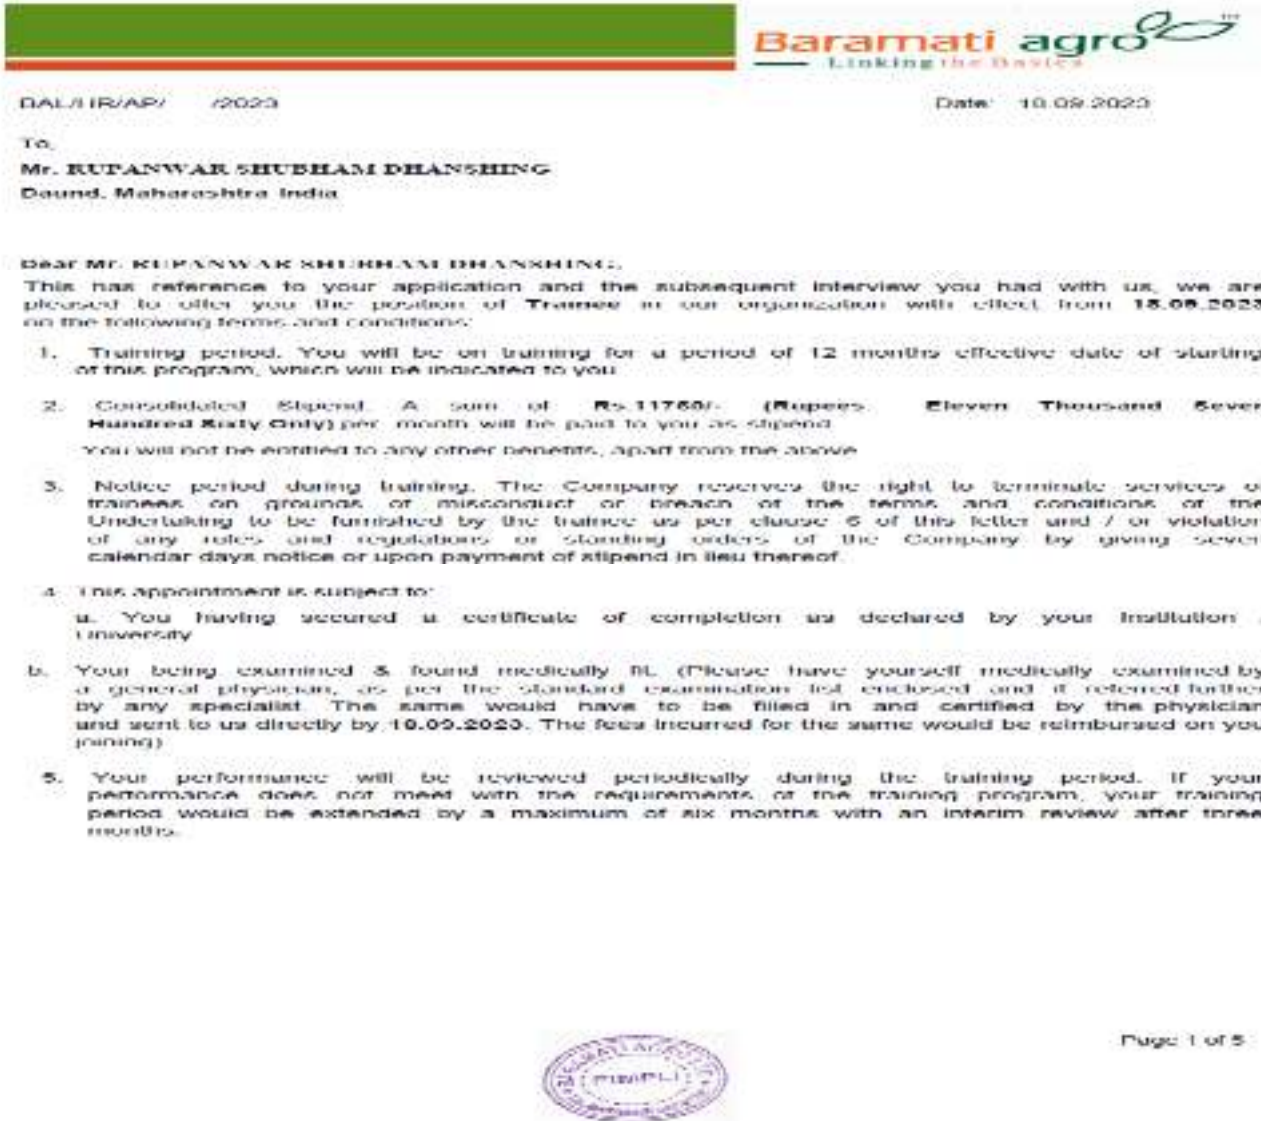 Baramati agro TM
Linking the Basics
BAL/HR/AP/ /2023 Date: 10.09.2023
To,
Mr. RUPANWAR SHUBHAM DHANSHING
Daund, Maharashtra India
Dear Mr. RUPANWAR SHUBHAM DHANSHING,
This has reference to your application and the subsequent interview you had with us, we are
pleased to offer you the position of Trainee in our organization with effect from 18.09.2023
on the following terms and conditions:
1. Training period. You will be on training for a period of 12 months effective date of starting
of this program, which will be indicated to you
2. Consolidated Stipend. A sum of Rs.11760/- (Rupees Eleven Thousand Seven
Hundred Sixty Only) per month will be paid to you as stipend
You will not be entitled to any other benefits, apart from the above
3. Notice period during training. The Company reserves the right to terminate services of
trainees on grounds of misconduct or breach of the terms and conditions of the
Undertaking to be furnished by the trainee as per clause 6 of this letter and / or violation
of any rules and regulations or standing orders of the Company by giving seven
calendar days notice or upon payment of stipend in lieu thereof.
4. This appointment is subject to:
a. You having secured a certificate of completion as declared by your Institution
University
b. Your being examined & found medically fit. (Please have yourself medically examined by
a general physician, as per the standard examination list enclosed and if referred further
by any specialist. The same would have to be filled in and certified by the physician
and sent to us directly by 18.09.2023. The fees incurred for the same would be reimbursed on you
joining)
5. Your performance will be reviewed periodically during the training period. If your
performance does not meet with the requirements of the training program, your training
period would be extended by a maximum of six months with an interim review after three
months.
Page 1 of 5
PIMPLI